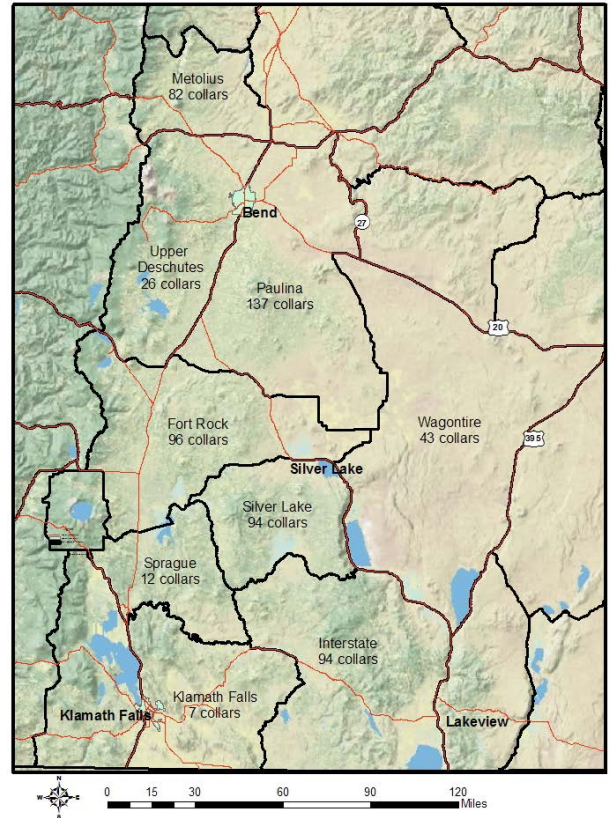 Metolius
82 collars
Bend
27
Upper
Deschutes
26 collars
Paulina
137 collars
20
Fort Rock
96 collars
Wagontire
43 collars
395
Silver Lake
Silver Lake
94 collars
Sprague
12 collars
Interstate
94 collars
Klamath Falls
7 collars
Klamath Falls
Lakeview
N
W E
S
0 15 30 60 90 120
Miles